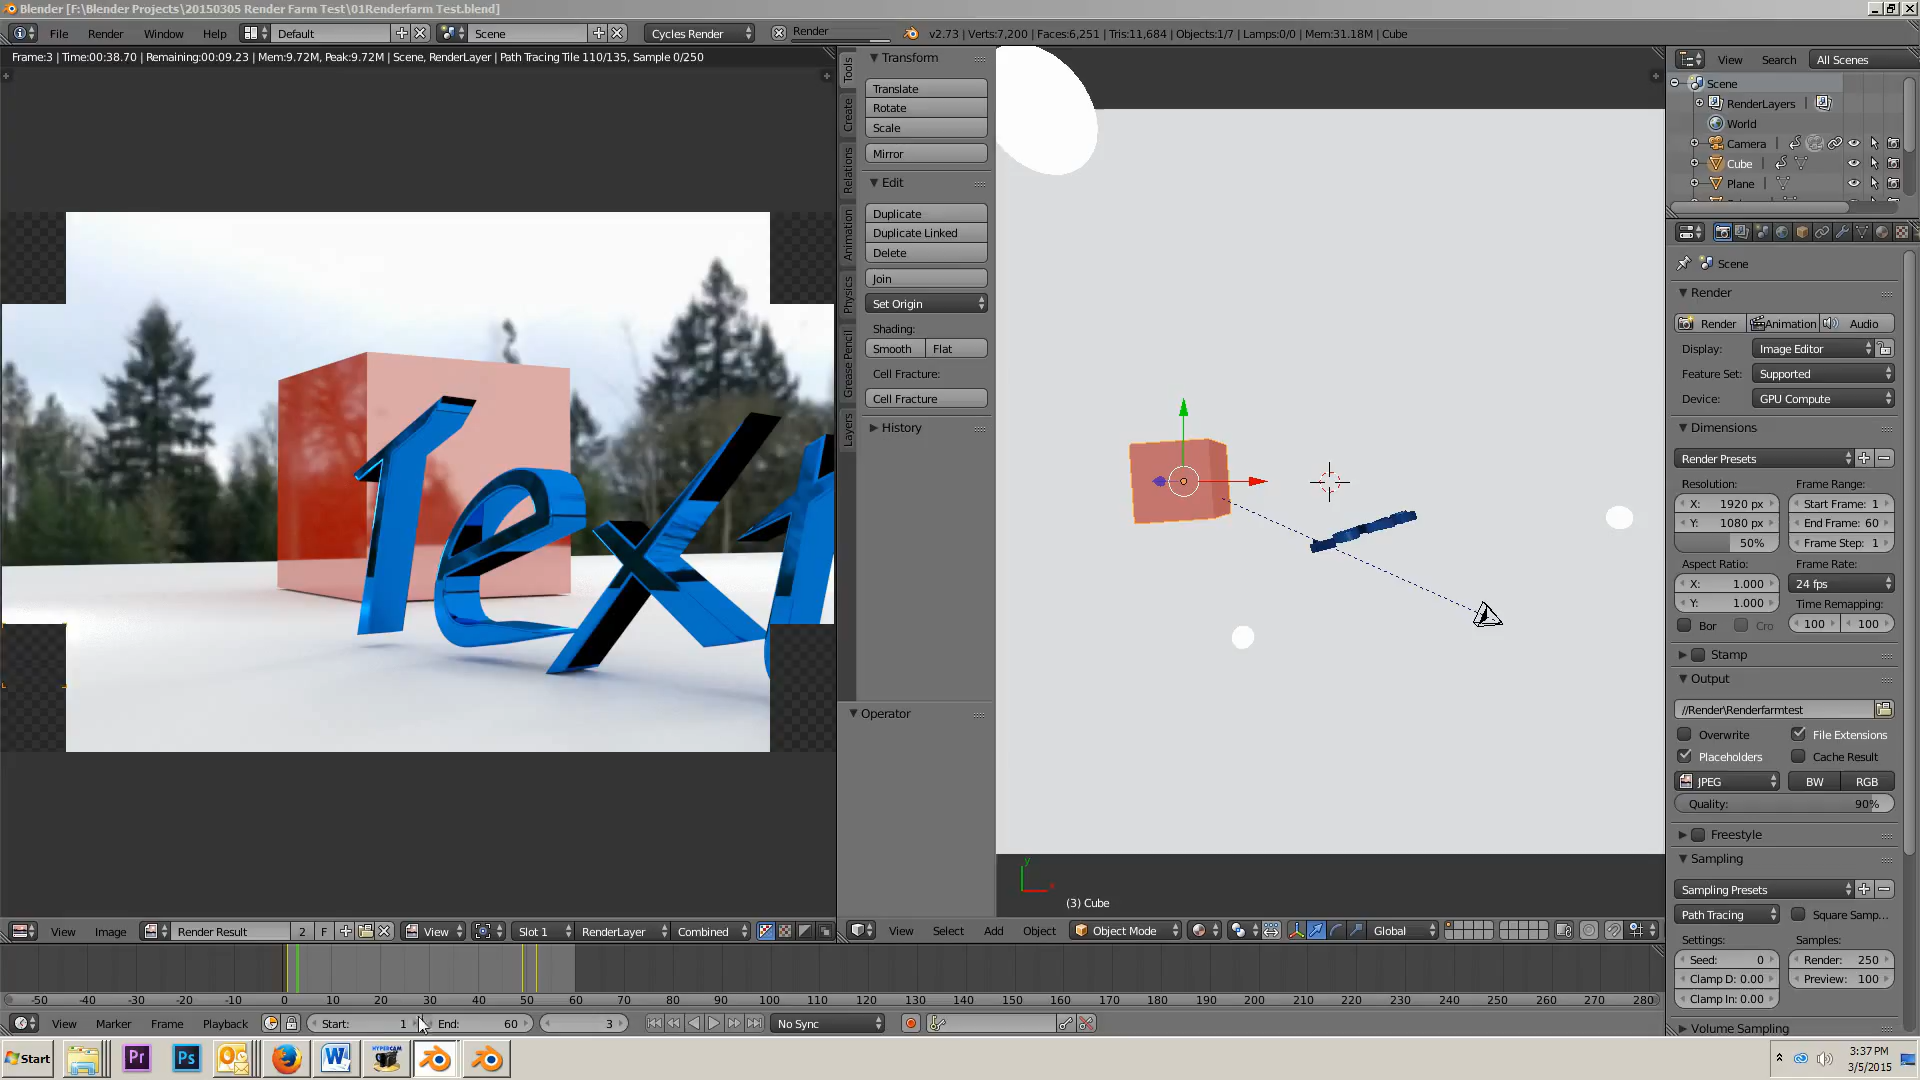 Blender [F:\Blender Projects\20150305 Render Farm Test\01Renderfarm Test.blend]
File Render Window Help Default Scene Cycles Render Render v2.73 | Verts:7,200 | Faces:6,251 | Tris:11,684 | Objects:1/7 | Lamps:0/0 | Mem:31.18M | Cube
Frame:3 | Time:00:38.70 | Remaining:00:09.23 | Mem:9.72M, Peak:9.72M | Scene, RenderLayer | Path Tracing Tile 110/135, Sample 0/250
Text
Tools
Create
Relations
Animation
Physics
Grease Pencil
Layers
Transform
Translate
Rotate
Scale
Mirror
Edit
Duplicate
Duplicate Linked
Delete
Join
Set Origin
Shading:
Smooth Flat
Cell Fracture:
Cell Fracture
History
Operator
y
x
(3) Cube
View Search All Scenes
Scene
RenderLayers
World
Camera
Cube
Plane
Scene
Render
Render Animation Audio
Display: Image Editor
Feature Set: Supported
Device: GPU Compute
Dimensions
Render Presets
Resolution: Frame Range:
X: 1920 px Start Frame: 1
Y: 1080 px End Frame: 60
50% Frame Step: 1
Aspect Ratio: Frame Rate:
X: 1.000 24 fps
Y: 1.000 Time Remapping:
Bor Cro 100 100
Stamp
Output
//Render\Renderfarmtest
Overwrite File Extensions
Placeholders Cache Result
JPEG BW RGB
Quality: 90%
Freestyle
Sampling
Sampling Presets
Path Tracing Square Samp...
Settings: Samples:
Seed: 0 Render: 250
Clamp D: 0.00 Preview: 100
Clamp In: 0.00
Volume Sampling
View Image Render Result 2 F View Slot 1 RenderLayer Combined
View Select Add Object Object Mode Global
-50 -40 -30 -20 -10 0 10 20 30 40 50 60 70 80 90 100 110 120 130 140 150 160 170 180 190 200 210 220 230 240 250 260 270 280
View Marker Frame Playback Start: 1 End: 60 3 No Sync
Start Pr Ps HYPERCAM
3:37 PM
3/5/2015